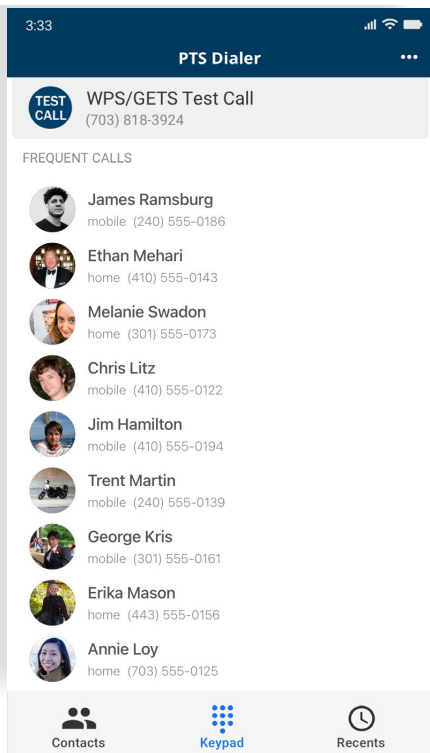 3:33
PTS Dialer
TEST
CALL
WPS/GETS Test Call
(703) 818-3924
FREQUENT CALLS
James Ramsburg
mobile (240) 555-0186
Ethan Mehari
home (410) 555-0143
Melanie Swadon
home (301) 555-0173
Chris Litz
mobile (410) 555-0122
Jim Hamilton
mobile (410) 555-0194
Trent Martin
mobile (240) 555-0139
George Kris
mobile (301) 555-0161
Erika Mason
home (443) 555-0156
Annie Loy
home (703) 555-0125
Contacts Keypad Recents